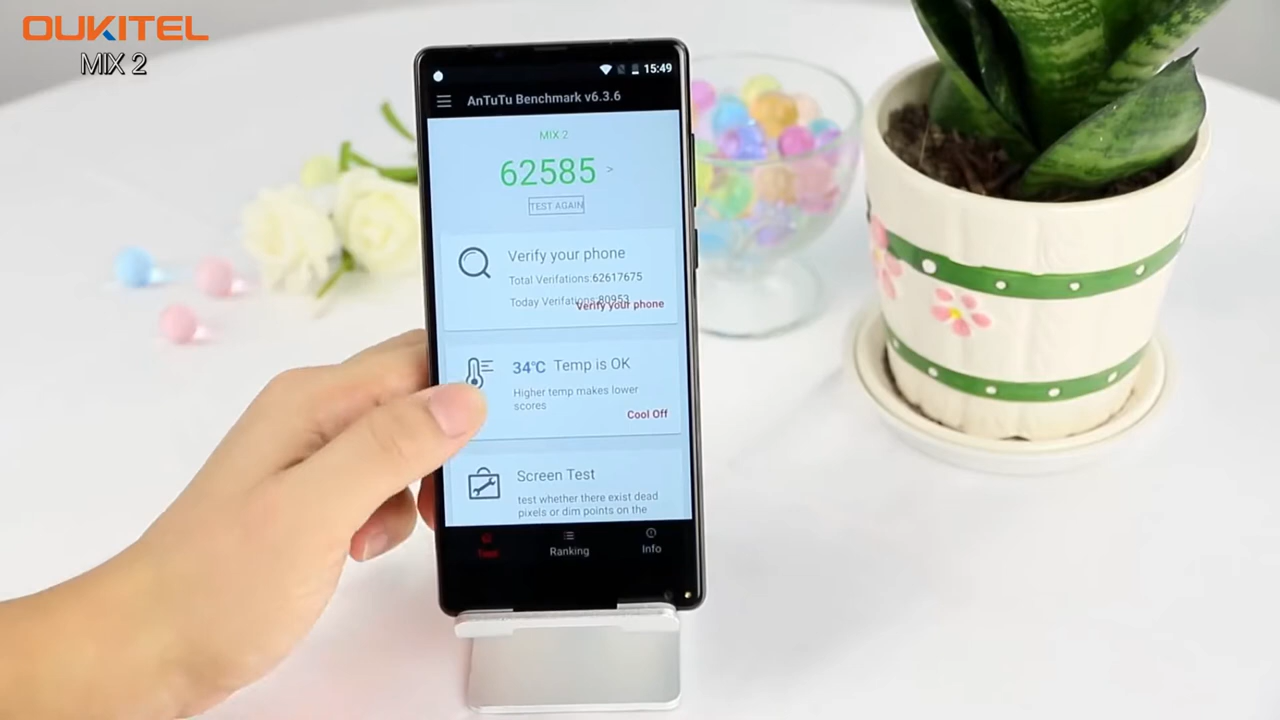 OUKITEL
MIX 2
15:49
AnTuTu Benchmark v6.3.6
MIX 2
62585 >
TEST AGAIN
Verify your phone
Total Verifations:62617675
Today Verifations:80953
Verify your phone
34℃ Temp is OK
Higher temp makes lower
scores
Cool Off
Screen Test
test whether there exist dead
pixels or dim points on the
Ranking
Info